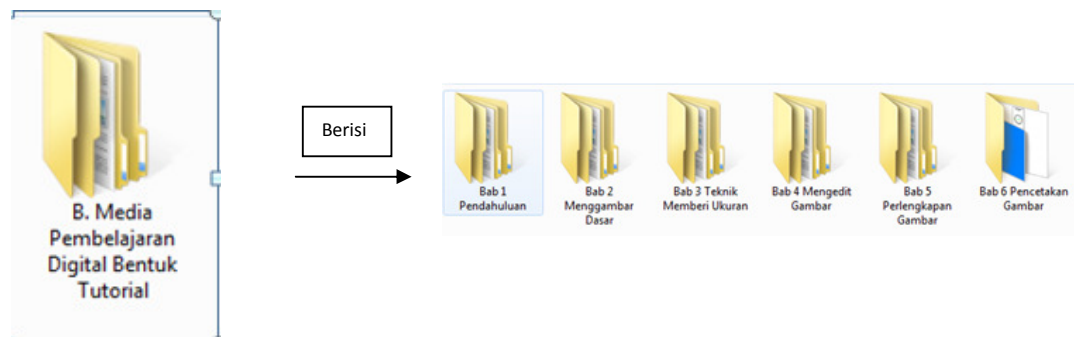 B. Media
Pembelajaran
Digital Bentuk
Tutorial
Berisi
Bab 1
Pendahuluan
Bab 2
Menggambar
Dasar
Bab 3 Teknik
Memberi Ukuran
Bab 4 Mengedit
Gambar
Bab 5
Perlengkapan
Gambar
Bab 6 Pencetakan
Gambar